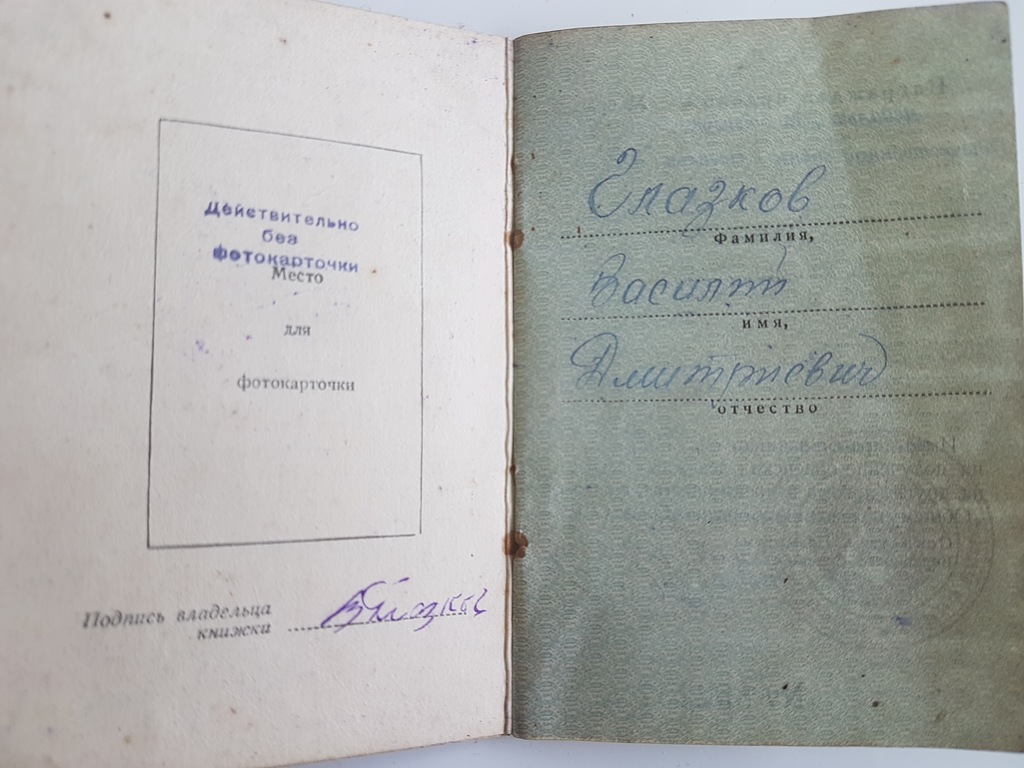 Действительно
без
фотокарточки
Место
для
фотокарточки
Подпись владельца
книжки
Глазков
фамилия,
Василий
имя,
Дмитриевич
отчество